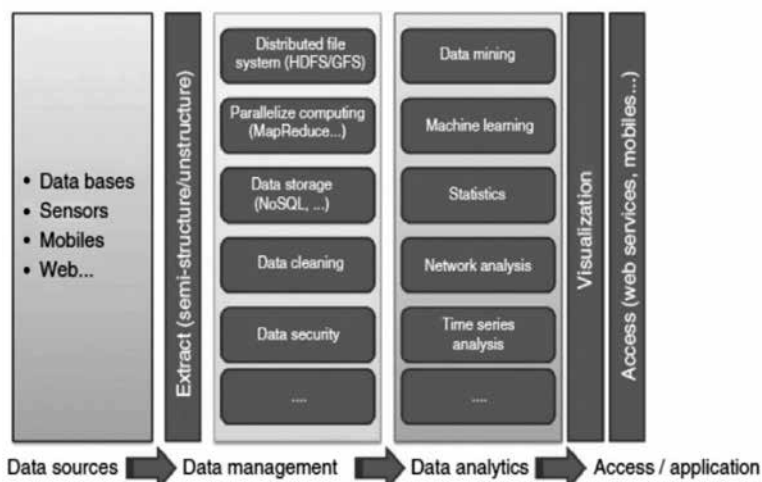 • Data bases
• Sensors
• Mobiles
• Web...
Extract (semi-structure/unstructure)
Distributed file
system (HDFS/GFS)
Parallelize computing
(MapReduce...)
Data storage
(NoSQL, ...)
Data cleaning
Data security
....
Data mining
Machine learning
Statistics
Network analysis
Time series
analysis
....
Visualization
Access (web services, mobiles...)
Data sources
Data management
Data analytics
Access / application